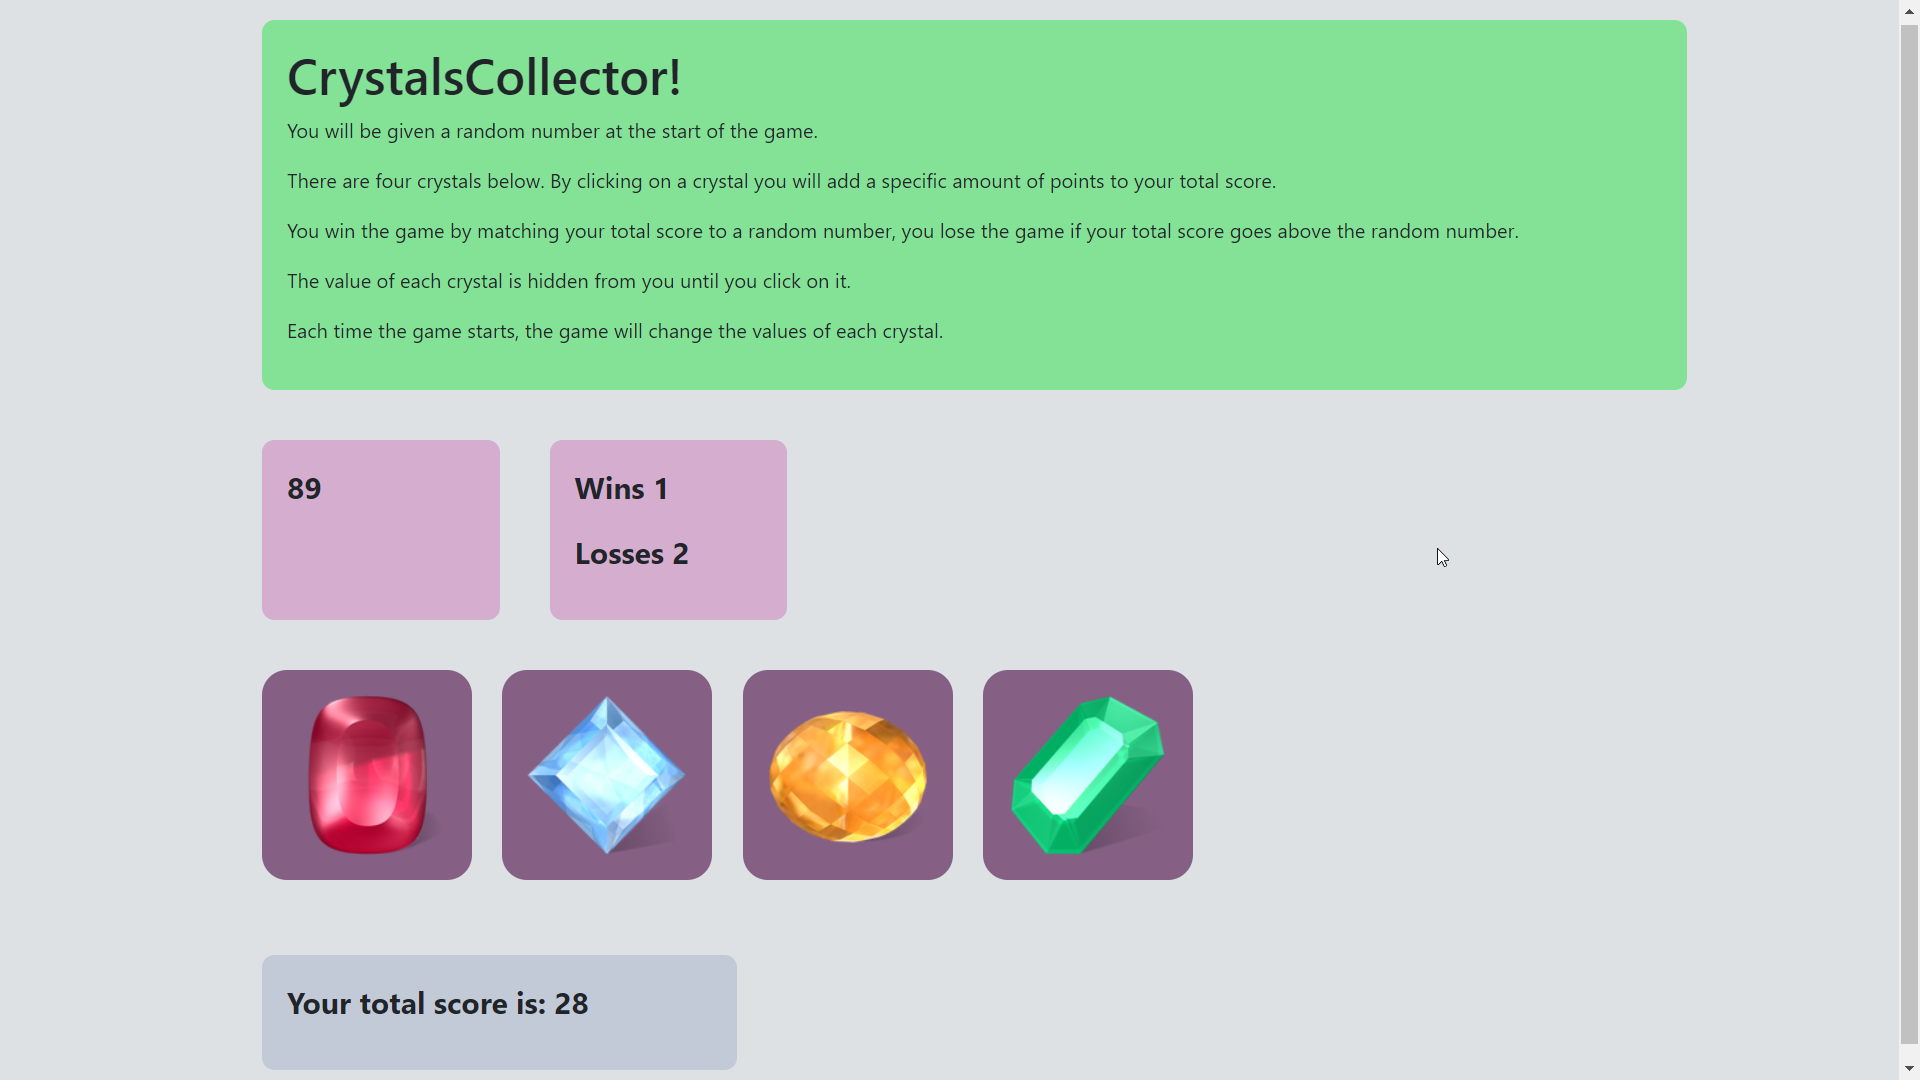 CrystalsCollector!
You will be given a random number at the start of the game.
There are four crystals below. By clicking on a crystal you will add a specific amount of points to your total score.
You win the game by matching your total score to a random number, you lose the game if your total score goes above the random number.
The value of each crystal is hidden from you until you click on it.
Each time the game starts, the game will change the values of each crystal.
89
Wins 1
Losses 2
Your total score is: 28